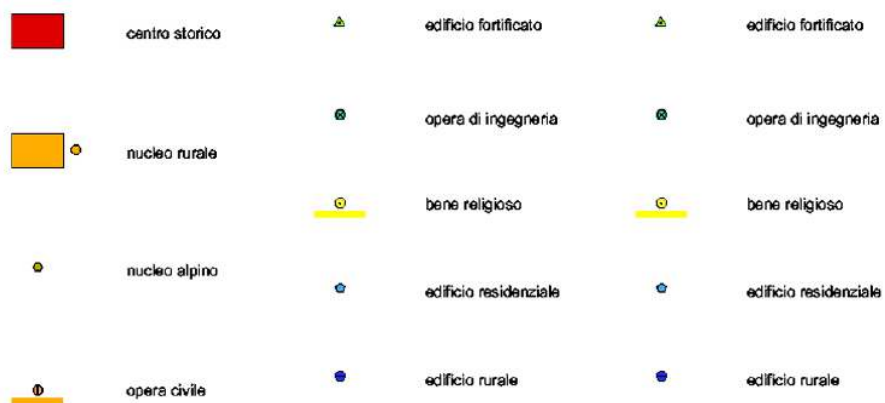 centro storico
nucleo rurale
nucleo alpino
opera civile
edificio fortificato
opera di ingegneria
bene religioso
edificio residenziale
edificio rurale
edificio fortificato
opera di ingegneria
bene religioso
edificio residenziale
edificio rurale